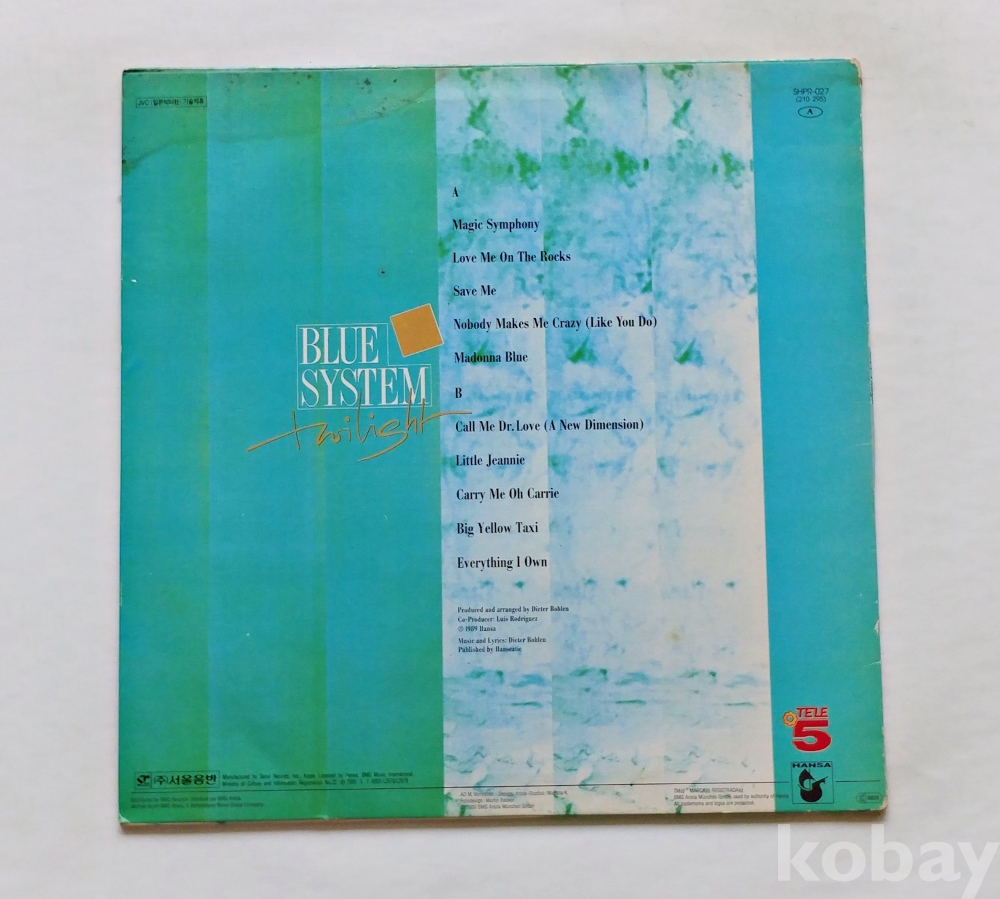 SHPR-027
(210 295)
A
A
Magic Symphony
Love Me On The Rocks
Save Me
Nobody Makes Me Crazy (Like You Do)
Madonna Blue
BLUE
SYSTEM
twilight
B
Call Me Dr. Love (A New Dimension)
Little Jeannie
Carry Me Oh Carrie
Big Yellow Taxi
Everything I Own
Produced and arranged by Dieter Bohlen
Co-Producer: Luis Rodriguez
℗ 1989 Hansa
Music and Lyrics: Dieter Bohlen
Published by Hanseatic
TELE
5
HANSA
(주)서울음반
kobay